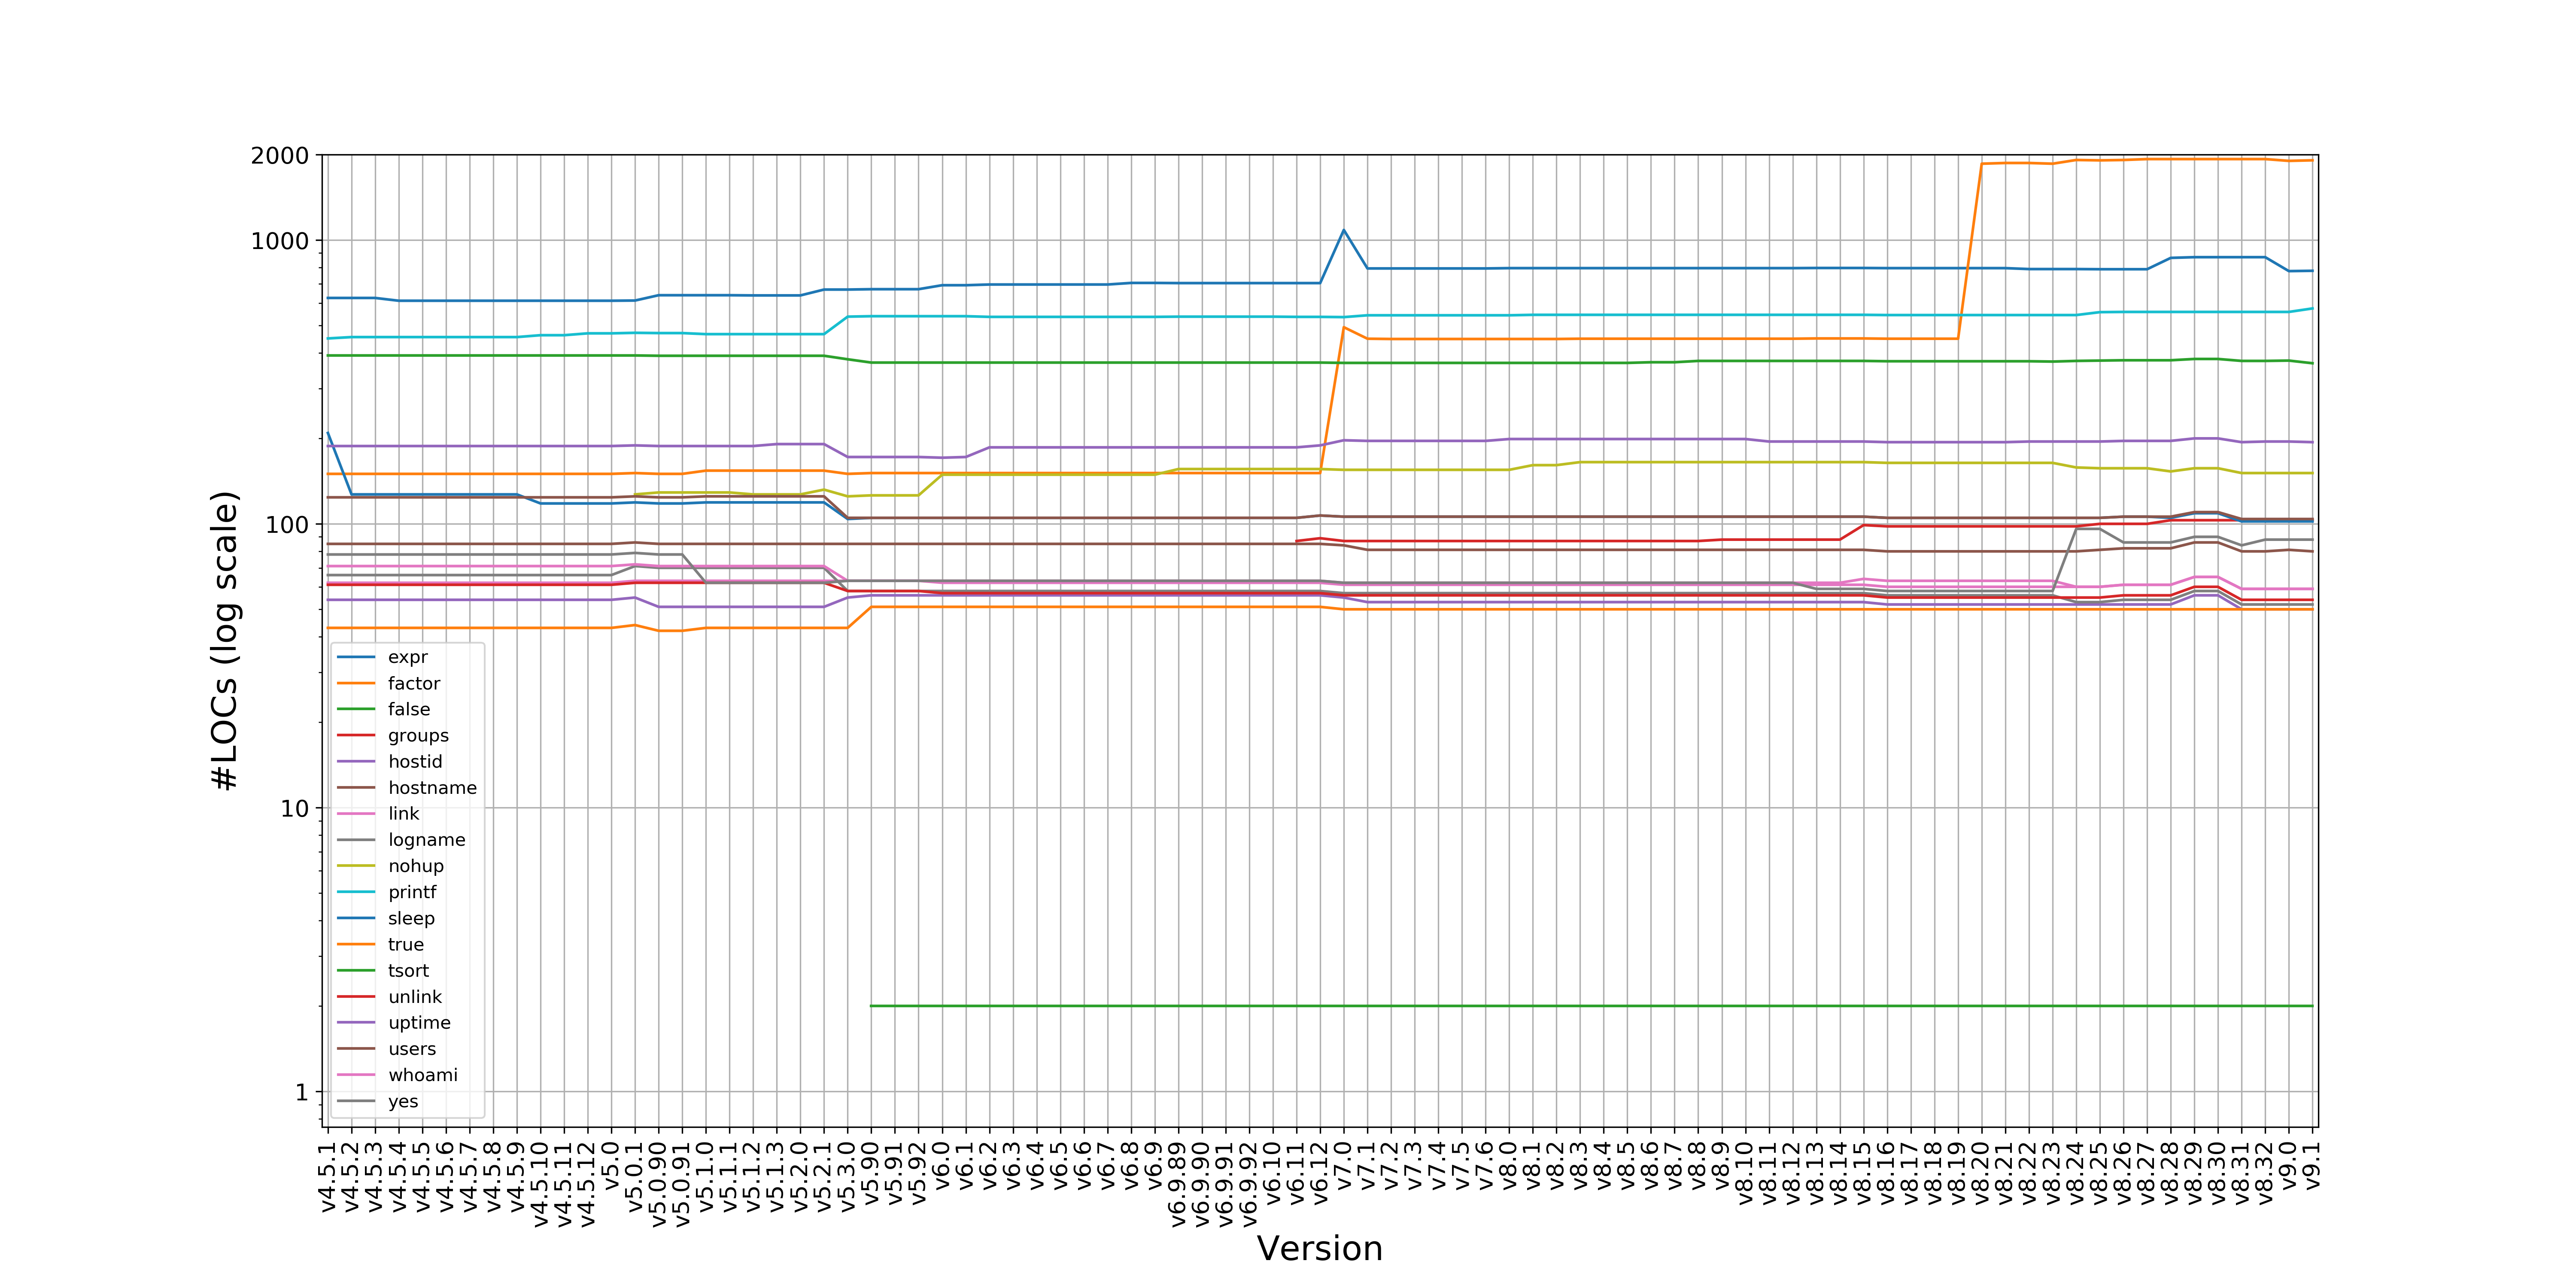 2000
1000
100
10
1
#LOCs (log scale)
expr
factor
false
groups
hostid
hostname
link
logname
nohup
printf
sleep
true
tsort
unlink
uptime
users
whoami
yes
v4.5.1
v4.5.2
v4.5.3
v4.5.4
v4.5.5
v4.5.6
v4.5.7
v4.5.8
v4.5.9
v4.5.10
v4.5.11
v4.5.12
v5.0
v5.0.1
v5.0.90
v5.0.91
v5.1.0
v5.1.1
v5.1.2
v5.1.3
v5.2.0
v5.2.1
v5.3.0
v5.90
v5.91
v5.92
v6.0
v6.1
v6.2
v6.3
v6.4
v6.5
v6.6
v6.7
v6.8
v6.9
v6.9.89
v6.9.90
v6.9.91
v6.9.92
v6.10
v6.11
v6.12
v7.0
v7.1
v7.2
v7.3
v7.4
v7.5
v7.6
v8.0
v8.1
v8.2
v8.3
v8.4
v8.5
v8.6
v8.7
v8.8
v8.9
v8.10
v8.11
v8.12
v8.13
v8.14
v8.15
v8.16
v8.17
v8.18
v8.19
v8.20
v8.21
v8.22
v8.23
v8.24
v8.25
v8.26
v8.27
v8.28
v8.29
v8.30
v8.31
v8.32
v9.0
v9.1
Version